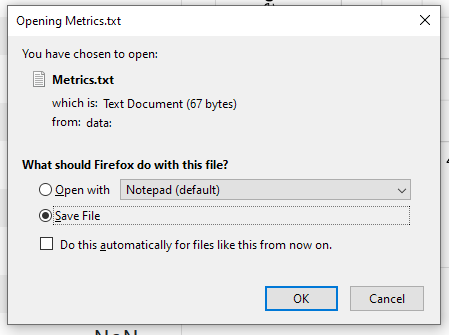 Opening Metrics.txt
You have chosen to open:
Metrics.txt
which is: Text Document (67 bytes)
from: data:
What should Firefox do with this file?
Open with Notepad (default)
Save File
Do this automatically for files like this from now on.
OK Cancel